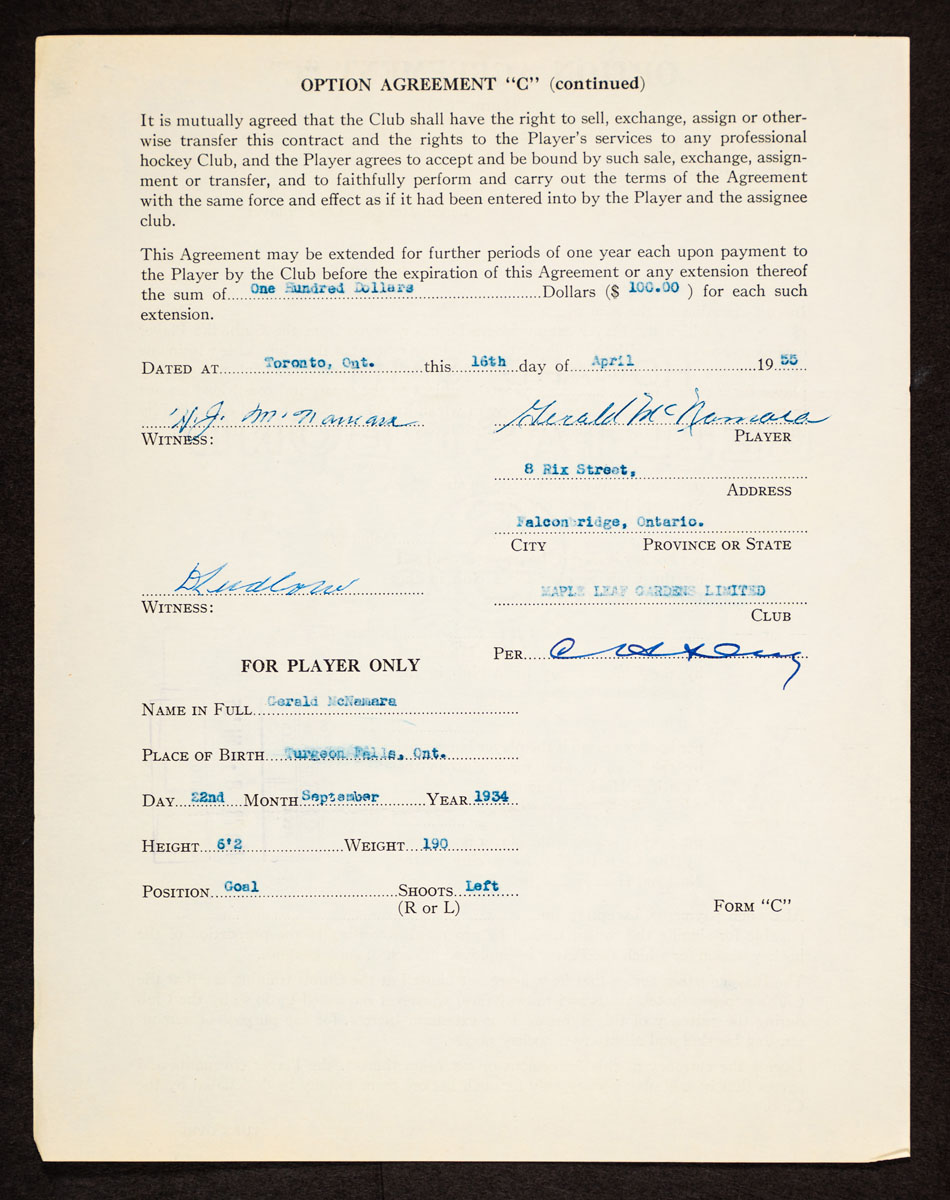 OPTION AGREEMENT “C” (continued)
It is mutually agreed that the Club shall have the right to sell, exchange, assign or other-
wise transfer this contract and the rights to the Player’s services to any professional
hockey Club, and the Player agrees to accept and be bound by such sale, exchange, assign-
ment or transfer, and to faithfully perform and carry out the terms of the Agreement
with the same force and effect as if it had been entered into by the Player and the assignee
club.
This Agreement may be extended for further periods of one year each upon payment to
the Player by the Club before the expiration of this Agreement or any extension thereof
the sum of One Hundred Dollars Dollars ($ 100.00 ) for each such
extension.
DATED AT Toronto, Ont. this 16th day of April 19 55
H.J. McNamara Gerald McNamara
WITNESS: PLAYER
8 Rix Street,
ADDRESS
Falconbridge, Ontario.
CITY PROVINCE OR STATE
Ludlow MAPLE LEAF GARDENS LIMITED
WITNESS: CLUB
PER
FOR PLAYER ONLY
NAME IN FULL Gerald McNamara
PLACE OF BIRTH Turgeon Falls, Ont.
DAY 22nd MONTH September YEAR 1934
HEIGHT 6'2 WEIGHT 190
POSITION Goal SHOOTS Left
(R or L) FORM “C”